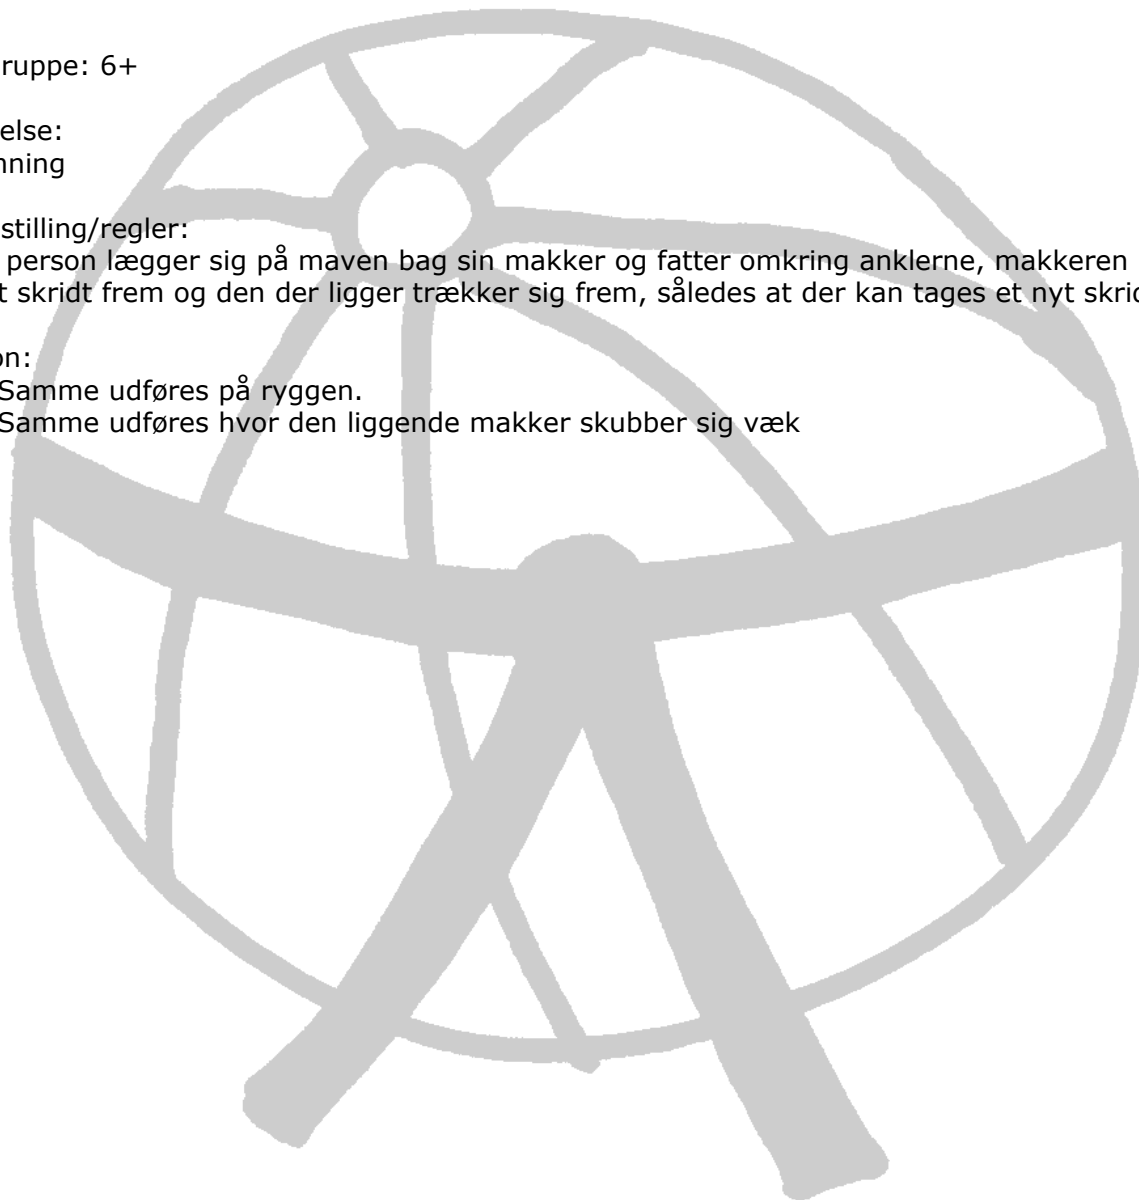 ruppe: 6+
else:
nning
stilling/regler:
person lægger sig på maven bag sin makker og fatter omkring anklerne, makkeren
t skridt frem og den der ligger trækker sig frem, således at der kan tages et nyt skrid
on:
Samme udføres på ryggen.
Samme udføres hvor den liggende makker skubber sig væk